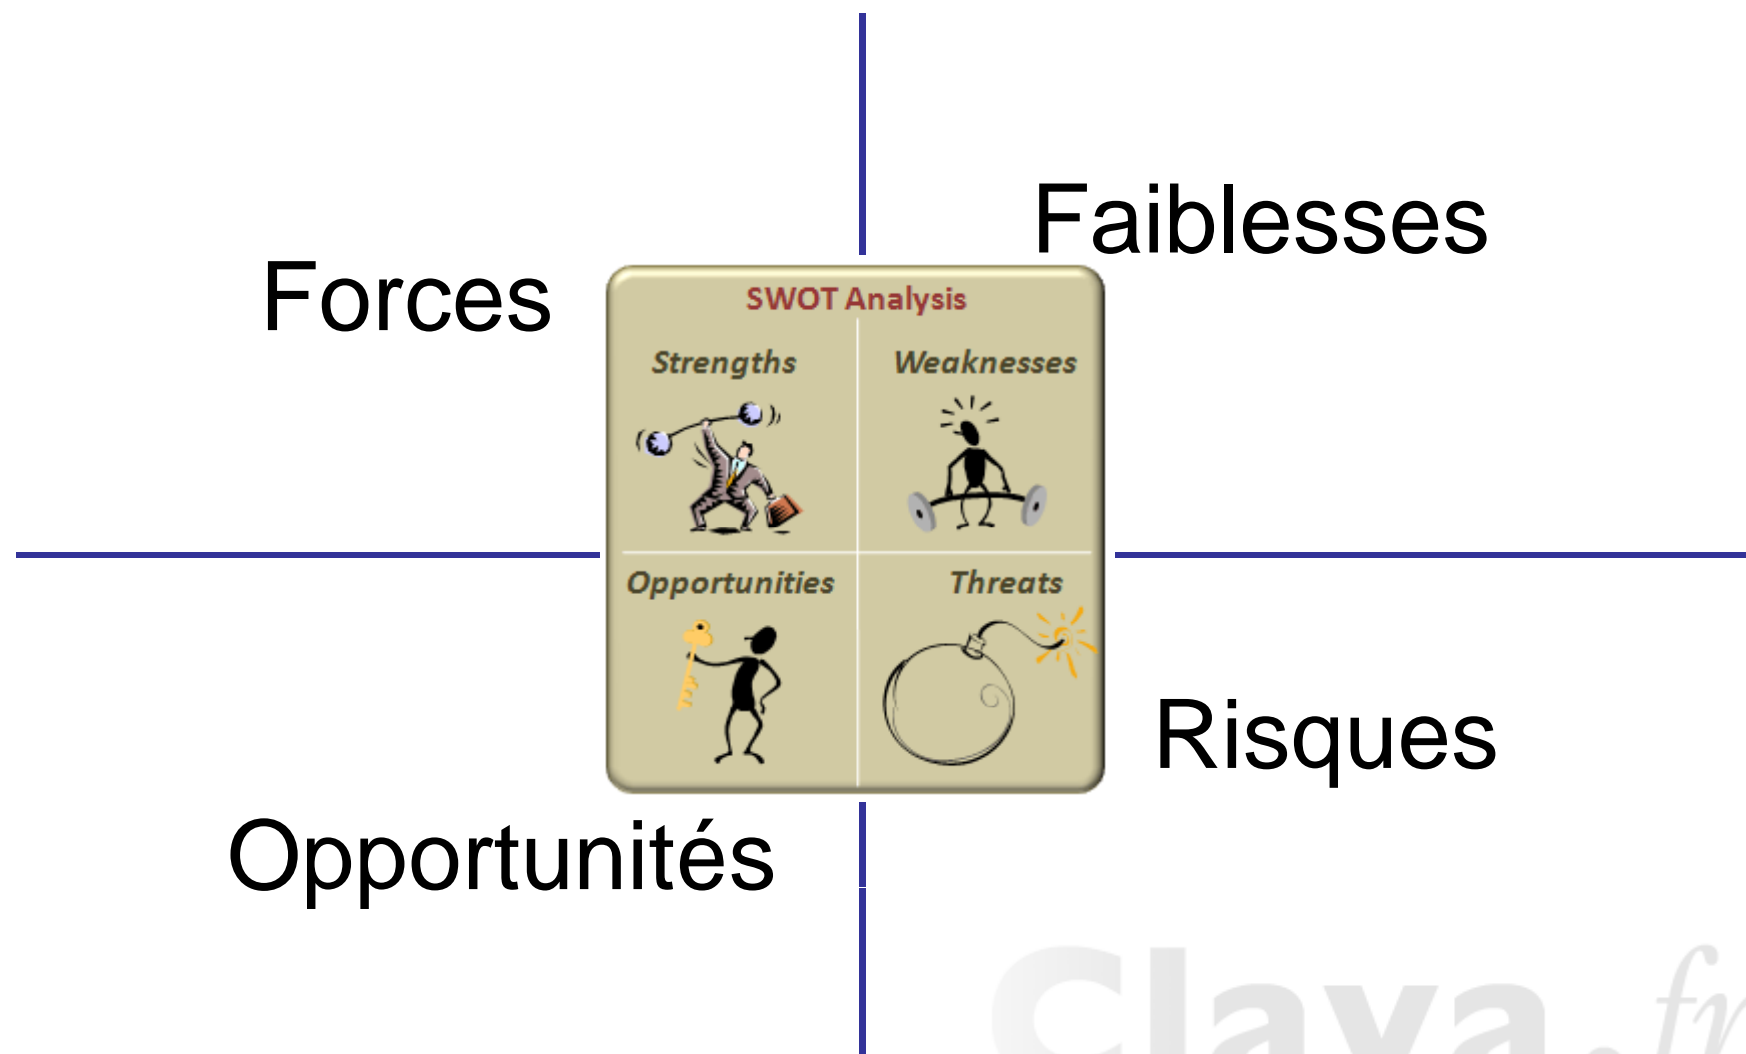 Faiblesses
Forces
SWOT Analysis
Strengths
Weaknesses
Opportunities
Threats
Risques
Opportunités
Clava.fr